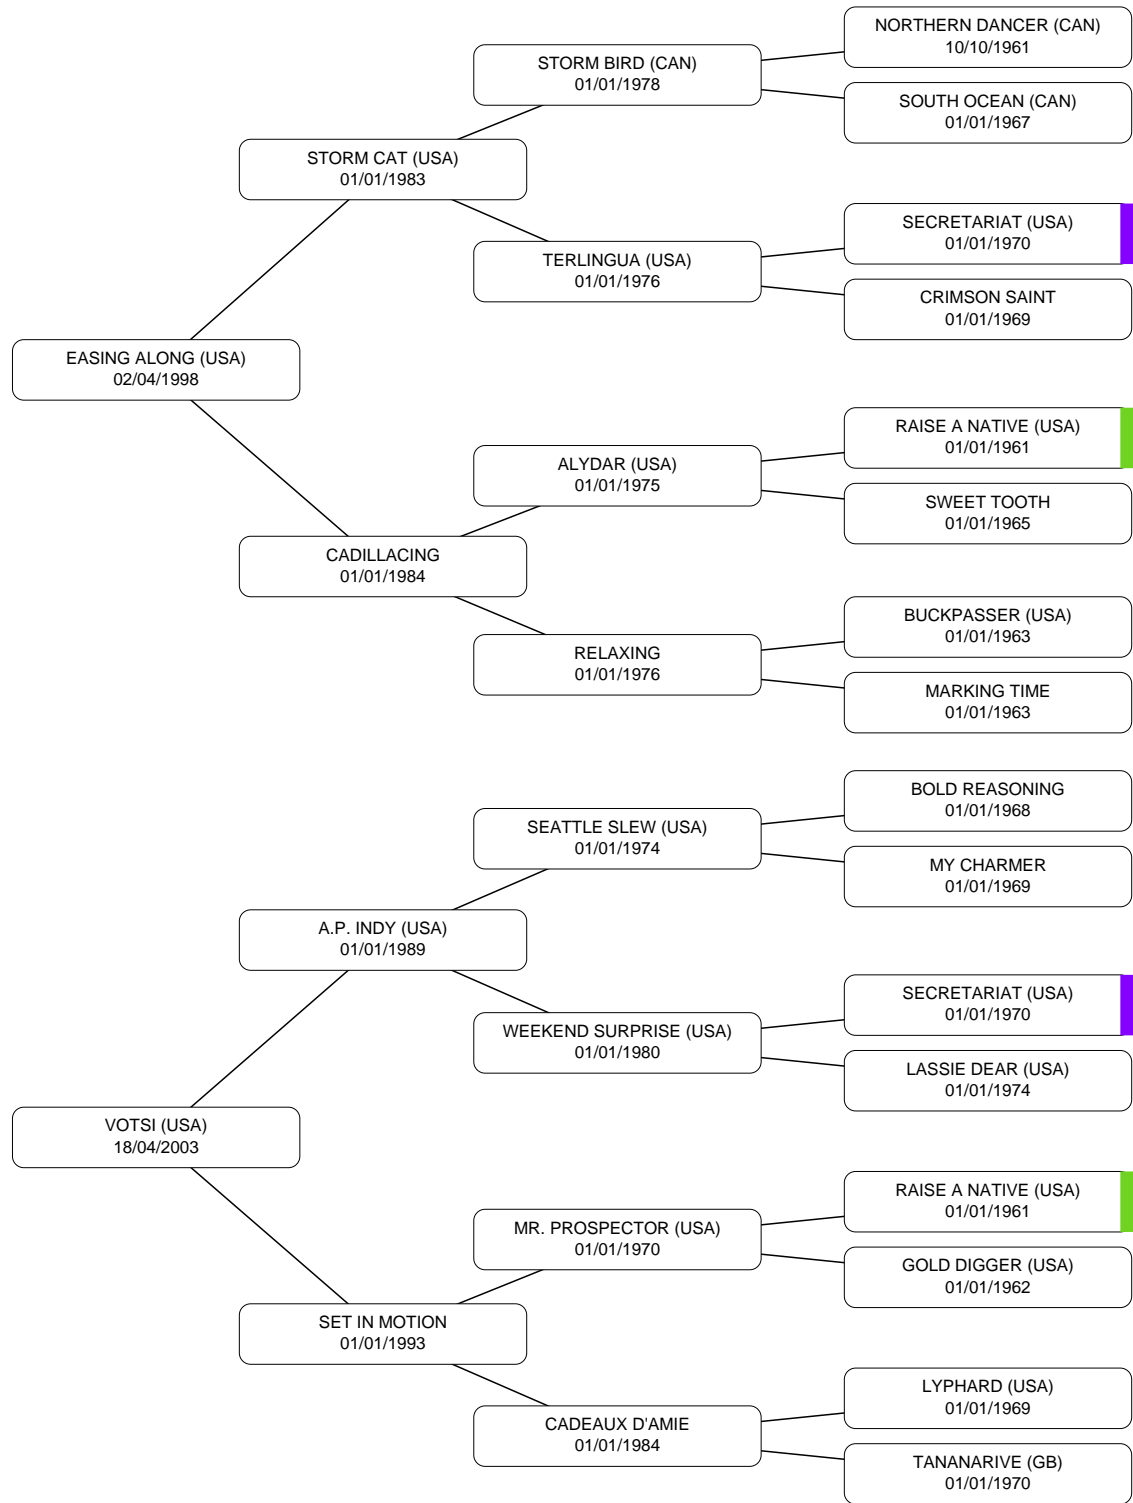 NORTHERN DANCER (CAN)
10/10/1961
STORM BIRD (CAN)
01/01/1978
SOUTH OCEAN (CAN)
01/01/1967
STORM CAT (USA)
01/01/1983
SECRETARIAT (USA)
01/01/1970
TERLINGUA (USA)
01/01/1976
CRIMSON SAINT
01/01/1969
EASING ALONG (USA)
02/04/1998
RAISE A NATIVE (USA)
01/01/1961
ALYDAR (USA)
01/01/1975
SWEET TOOTH
01/01/1965
CADILLACING
01/01/1984
BUCKPASSER (USA)
01/01/1963
RELAXING
01/01/1976
MARKING TIME
01/01/1963
BOLD REASONING
01/01/1968
SEATTLE SLEW (USA)
01/01/1974
MY CHARMER
01/01/1969
A.P. INDY (USA)
01/01/1989
SECRETARIAT (USA)
01/01/1970
WEEKEND SURPRISE (USA)
01/01/1980
LASSIE DEAR (USA)
01/01/1974
VOTSI (USA)
18/04/2003
RAISE A NATIVE (USA)
01/01/1961
MR. PROSPECTOR (USA)
01/01/1970
GOLD DIGGER (USA)
01/01/1962
SET IN MOTION
01/01/1993
LYPHARD (USA)
01/01/1969
CADEAUX D'AMIE
01/01/1984
TANANARIVE (GB)
01/01/1970